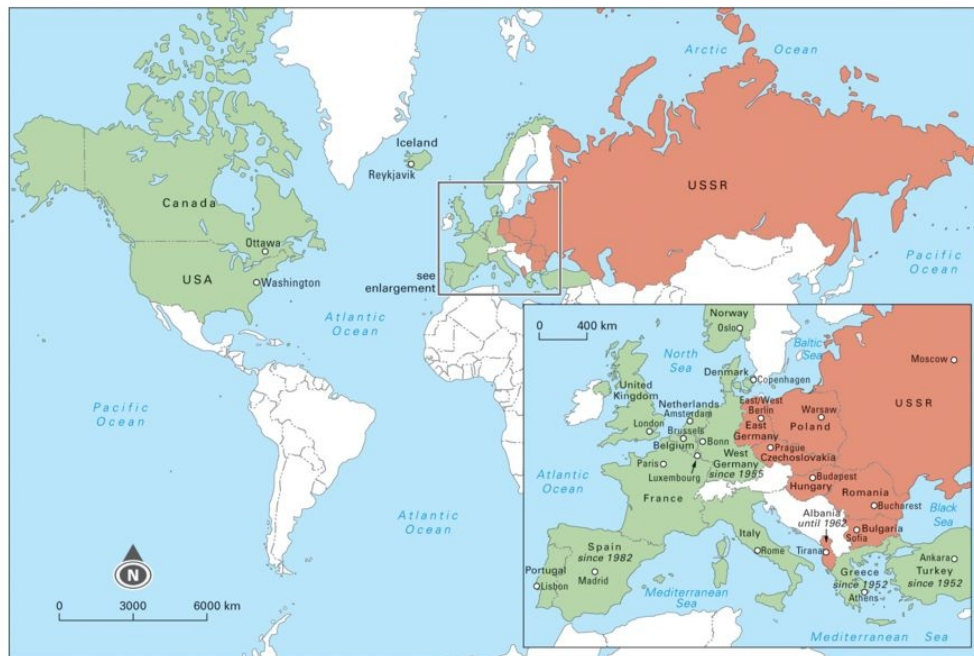 Arctic Ocean
Iceland
Reykjavik
USSR
Canada
Ottawa
USA
Washington
see
enlargement
Pacific
Ocean
Atlantic
Ocean
Pacific
Ocean
Atlantic
Ocean
N
0 3000 6000 km
0 400 km
Norway
Oslo
Baltic
Sea
North
Sea
Moscow
Denmark
Copenhagen
USSR
United
Kingdom
Netherlands
Amsterdam
East/West
Berlin
Warsaw
Poland
London
Brussels
Belgium
Bonn
East
Germany
Prague
Czechoslovakia
West
Germany
since 1955
Paris
Luxembourg
Atlantic
Ocean
France
Budapest
Hungary
Romania
Bucharest
Albania
until 1962
Black
Sea
Bulgaria
Sofia
Italy
Rome
Tirana
Spain
since 1982
Madrid
Portugal
Lisbon
Ankara
Turkey
since 1952
Greece
since 1952
Athens
Mediterranean
Sea
Mediterranean Sea